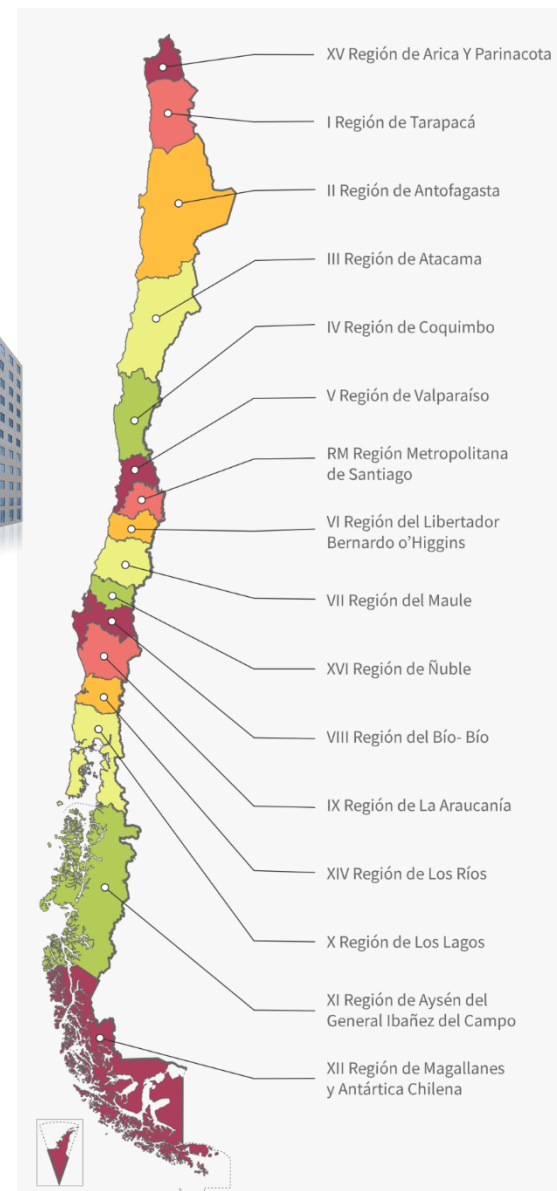 XV Región de Arica Y Parinacota
I Región de Tarapacá
II Región de Antofagasta
III Región de Atacama
IV Región de Coquimbo
V Región de Valparaíso
RM Región Metropolitana
de Santiago
VI Región del Libertador
Bernardo o'Higgins
VII Región del Maule
XVI Región de Ñuble
VIII Región del Bío- Bío
IX Región de La Araucanía
XIV Región de Los Ríos
X Región de Los Lagos
XI Región de Aysén del
General Ibañez del Campo
XII Región de Magallanes
y Antártica Chilena